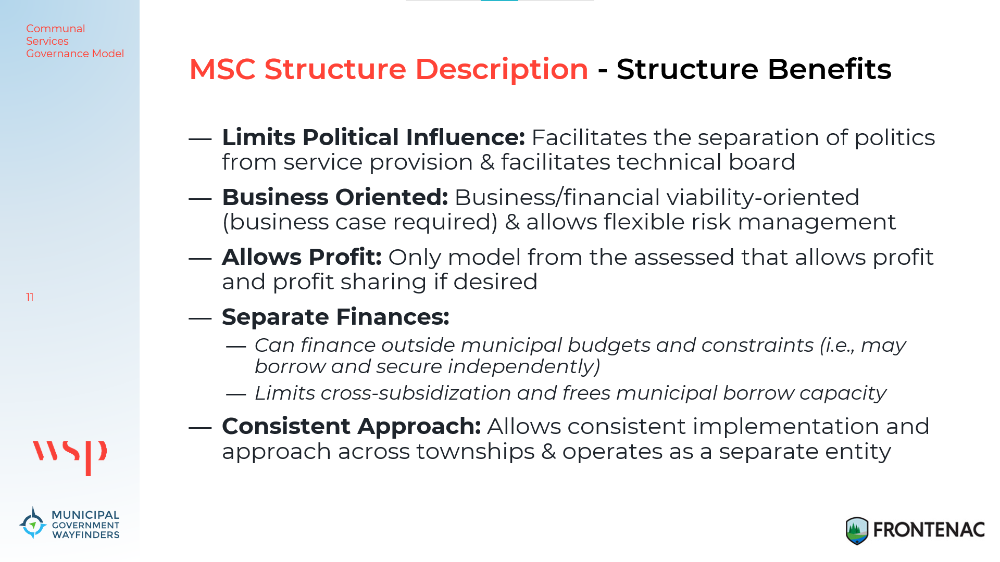 Communal
Services
Governance Model
MSC Structure Description - Structure Benefits
— Limits Political Influence: Facilitates the separation of politics
from service provision & facilitates technical board
— Business Oriented: Business/financial viability-oriented
(business case required) & allows flexible risk management
— Allows Profit: Only model from the assessed that allows profit
and profit sharing if desired
— Separate Finances:
— Can finance outside municipal budgets and constraints (i.e., may
borrow and secure independently)
— Limits cross-subsidization and frees municipal borrow capacity
— Consistent Approach: Allows consistent implementation and
approach across townships & operates as a separate entity
11
wsp
MUNICIPAL
GOVERNMENT
WAYFINDERS
FRONTENAC